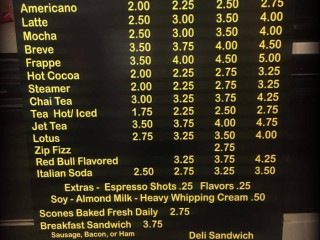 Americano 2.00 2.25 2.50 2.75
Latte 2.50 3.00 3.50 4.00
Mocha 2.50 3.00 3.50 4.00
Breve 3.50 3.75 4.00 4.50
Frappe 3.50 4.00 4.50 5.00
Hot Cocoa 2.00 2.25 2.75 3.25
Steamer 2.00 2.25 2.75 3.25
Chai Tea 3.00 3.25 3.50 4.00
Tea Hot/ Iced 1.75 2.25 2.50 2.75
Jet Tea 3.50 3.75 4.00 4.75
Lotus 2.75 3.25 3.50 4.00
Zip Fizz 2.75
Red Bull Flavored 3.25 3.75 4.25
Italian Soda 2.50 2.75 3.25 3.50
Extras - Espresso Shots .25 Flavors .25
Soy - Almond Milk - Heavy Whipping Cream .50
Scones Baked Fresh Daily 2.75
Breakfast Sandwich 3.75
Sausage, Bacon, or Ham Deli Sandwich